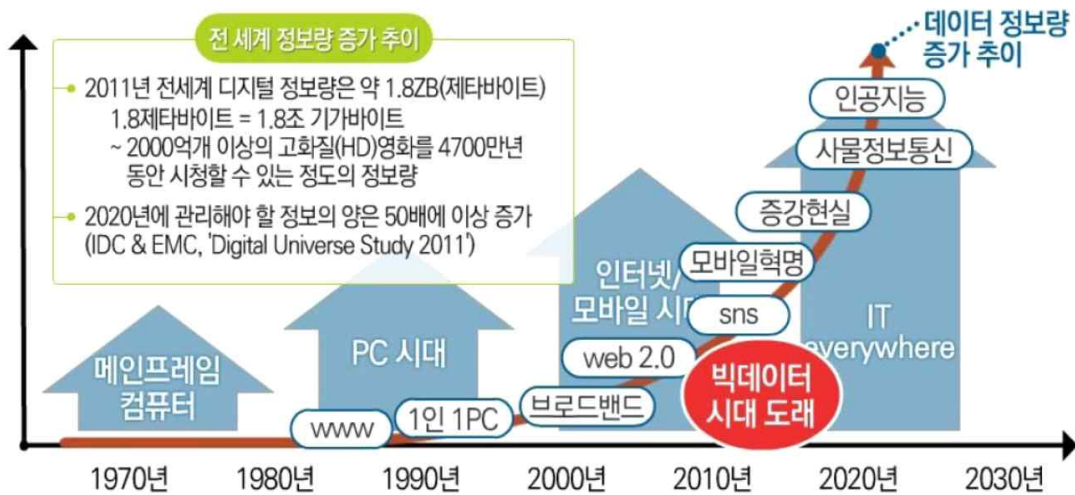 전 세계 정보량 증가 추이
2011년 전세계 디지털 정보량은 약 1.8ZB(제타바이트)
1.8제타바이트 = 1.8조 기가바이트
~ 2000억개 이상의 고화질(HD)영화를 4700만년
동안 시청할 수 있는 정도의 정보량
2020년에 관리해야 할 정보의 양은 50배에 이상 증가
(IDC & EMC, 'Digital Universe Study 2011')
데이터 정보량
증가 추이
인공지능
사물정보통신
증강현실
모바일혁명
sns
web 2.0
브로드밴드
1인 1PC
www
메인프레임
컴퓨터
PC 시대
인터넷/
모바일 시대
IT
everywhere
빅데이터
시대 도래
1970년
1980년
1990년
2000년
2010년
2020년
2030년